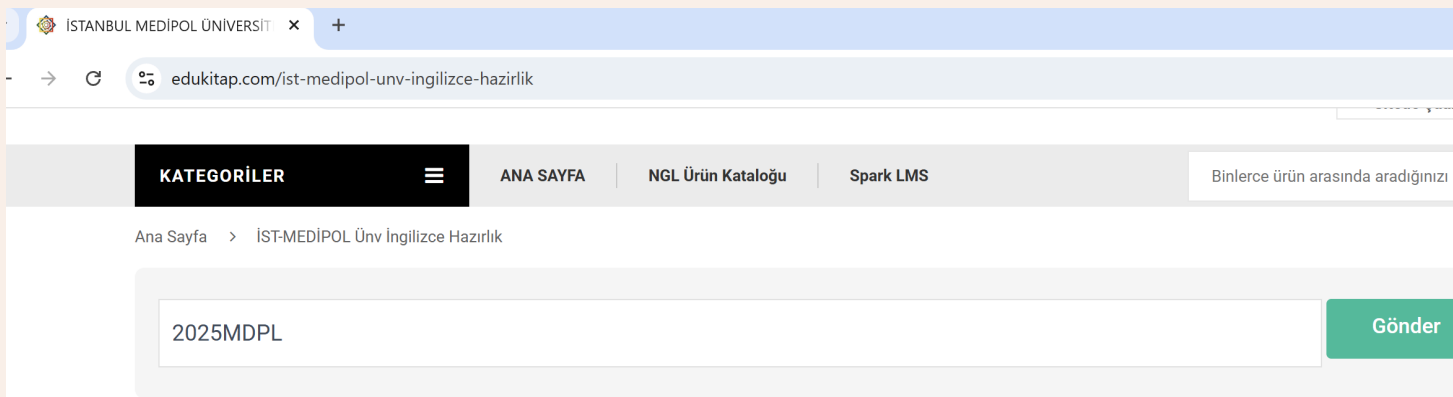 İSTANBUL MEDİPOL ÜNİVERSİT
edukitap.com/ist-medipol-unv-ingilizce-hazirlik
KATEGORİLER ANA SAYFA NGL Ürün Kataloğu Spark LMS Binlerce ürün arasında aradığınızı
Ana Sayfa > İST-MEDİPOL Ünv İngilizce Hazırlık
2025MDPL Gönder